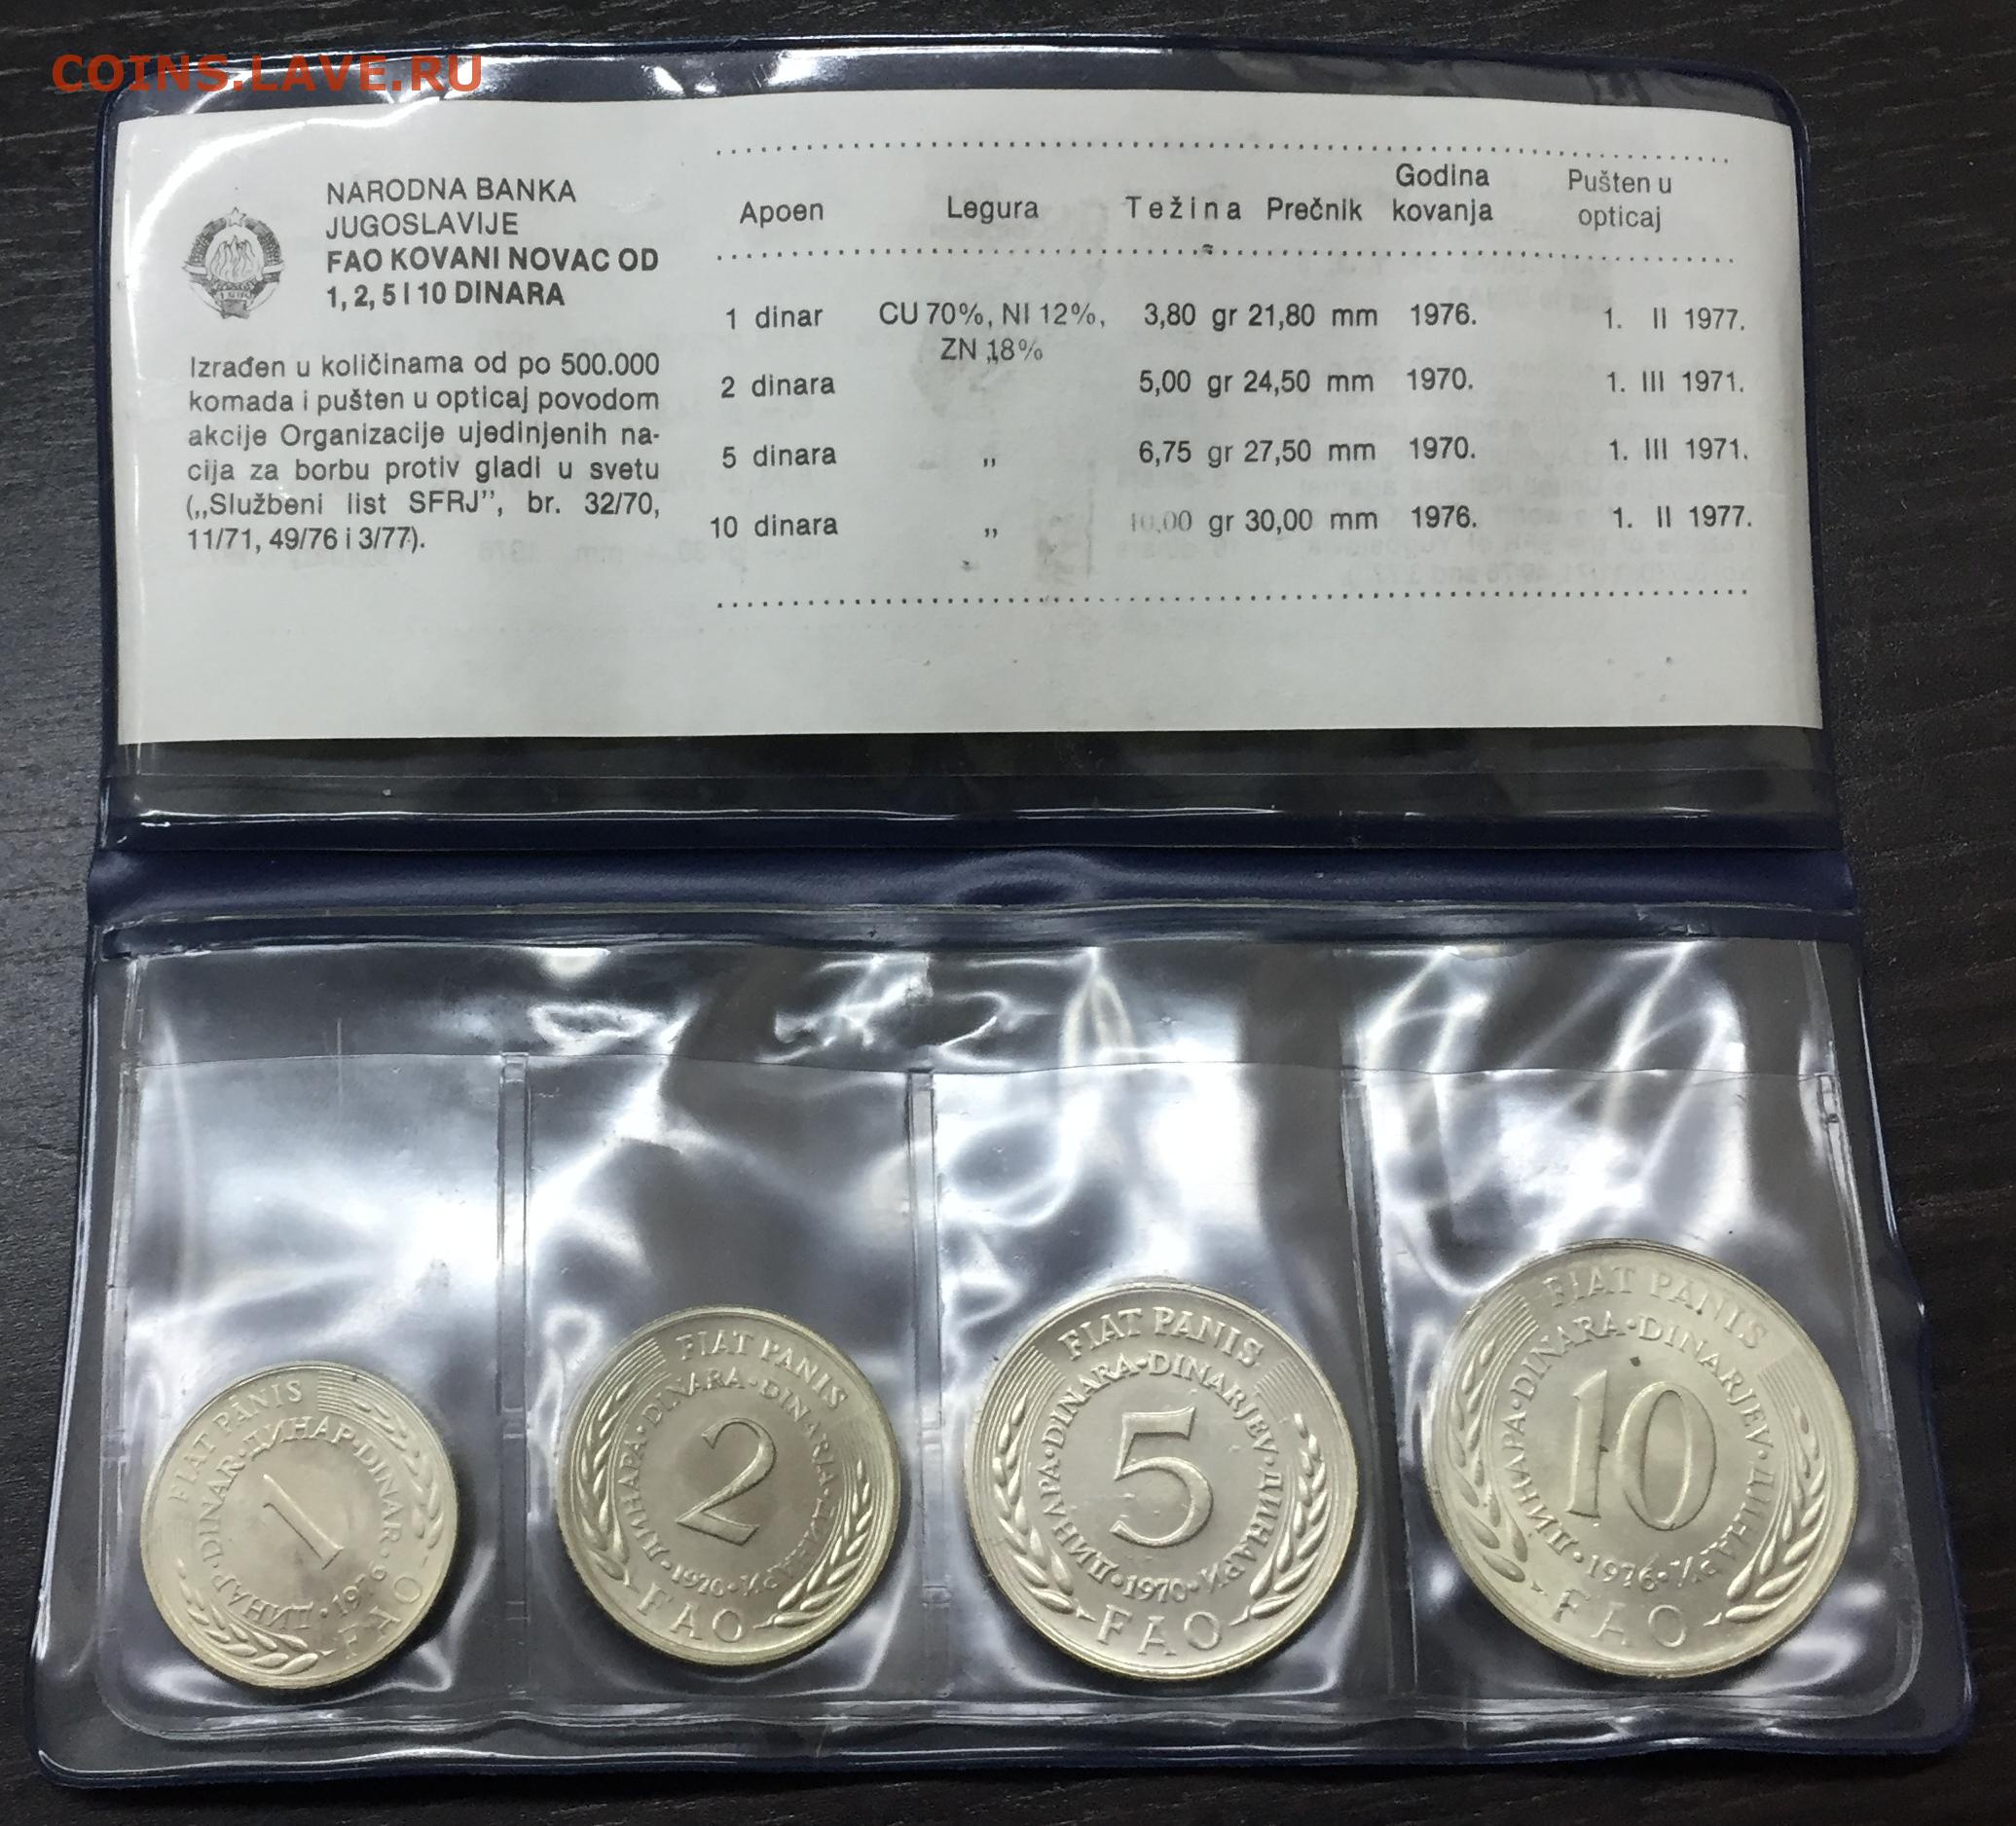 COINS.LAVE.RU
NARODNA BANKA
JUGOSLAVIJE
FAO KOVANI NOVAC OD
1, 2, 5 I 10 DINARA
Izrađen u količinama od po 500.000
komada i pušten u opticaj povodom
akcije Organizacije ujedinjenih na-
cija za borbu protiv gladi u svetu
(„Službeni list SFRJ”, br. 32/70,
11/71, 49/76 i 3/77).
Apoen Legura Težina Prečnik Godina kovanja Pušten u opticaj
1 dinar CU 70%, NI 12%, 3,80 gr 21,80 mm 1976. 1. II 1977.
ZN 18%
2 dinara 5,00 gr 24,50 mm 1970. 1. III 1971.
5 dinara „ 6,75 gr 27,50 mm 1970. 1. III 1971.
10 dinara „ 10,00 gr 30,00 mm 1976. 1. II 1977.
FIAT PANIS
DINAR·ДИНАР·DINAR·
ДИНАР·1976·
1
FAO
FIAT PANIS
ДИНАРА·DINARA·DINARJA·ДИНАРИ
2
·1970·
FAO
FIAT PANIS
ДИНАРА·DINARA·DINARJEV·ДИНАРИ
5
·1970·
FAO
FIAT PANIS
ДИНАРА·DINARA·DINARJEV·ДИНАРИ
10
·1976·
FAO